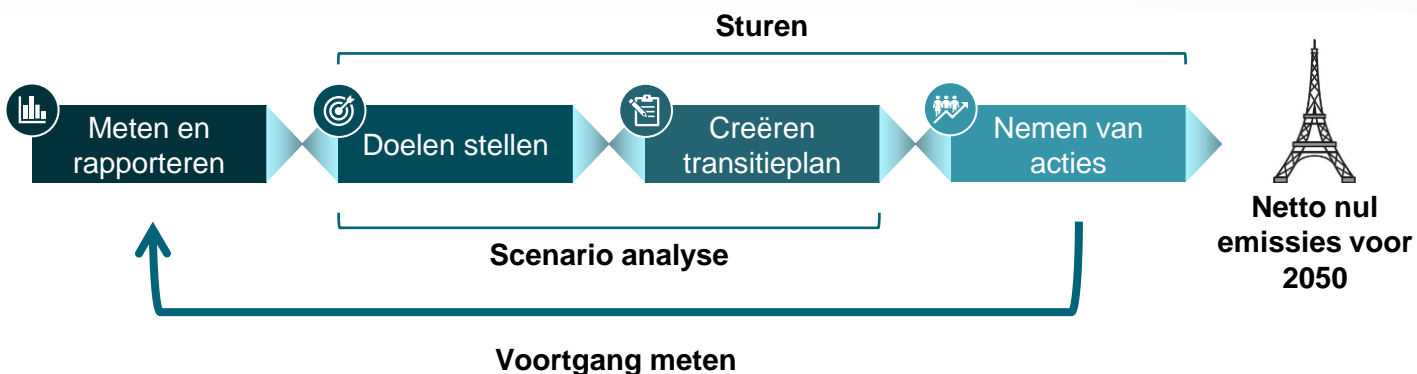 Sturen
Meten en
rapporteren
Doelen stellen
Creëren
transitieplan
Nemen van
acties
Netto nul
emissies voor
2050
Scenario analyse
Voortgang meten